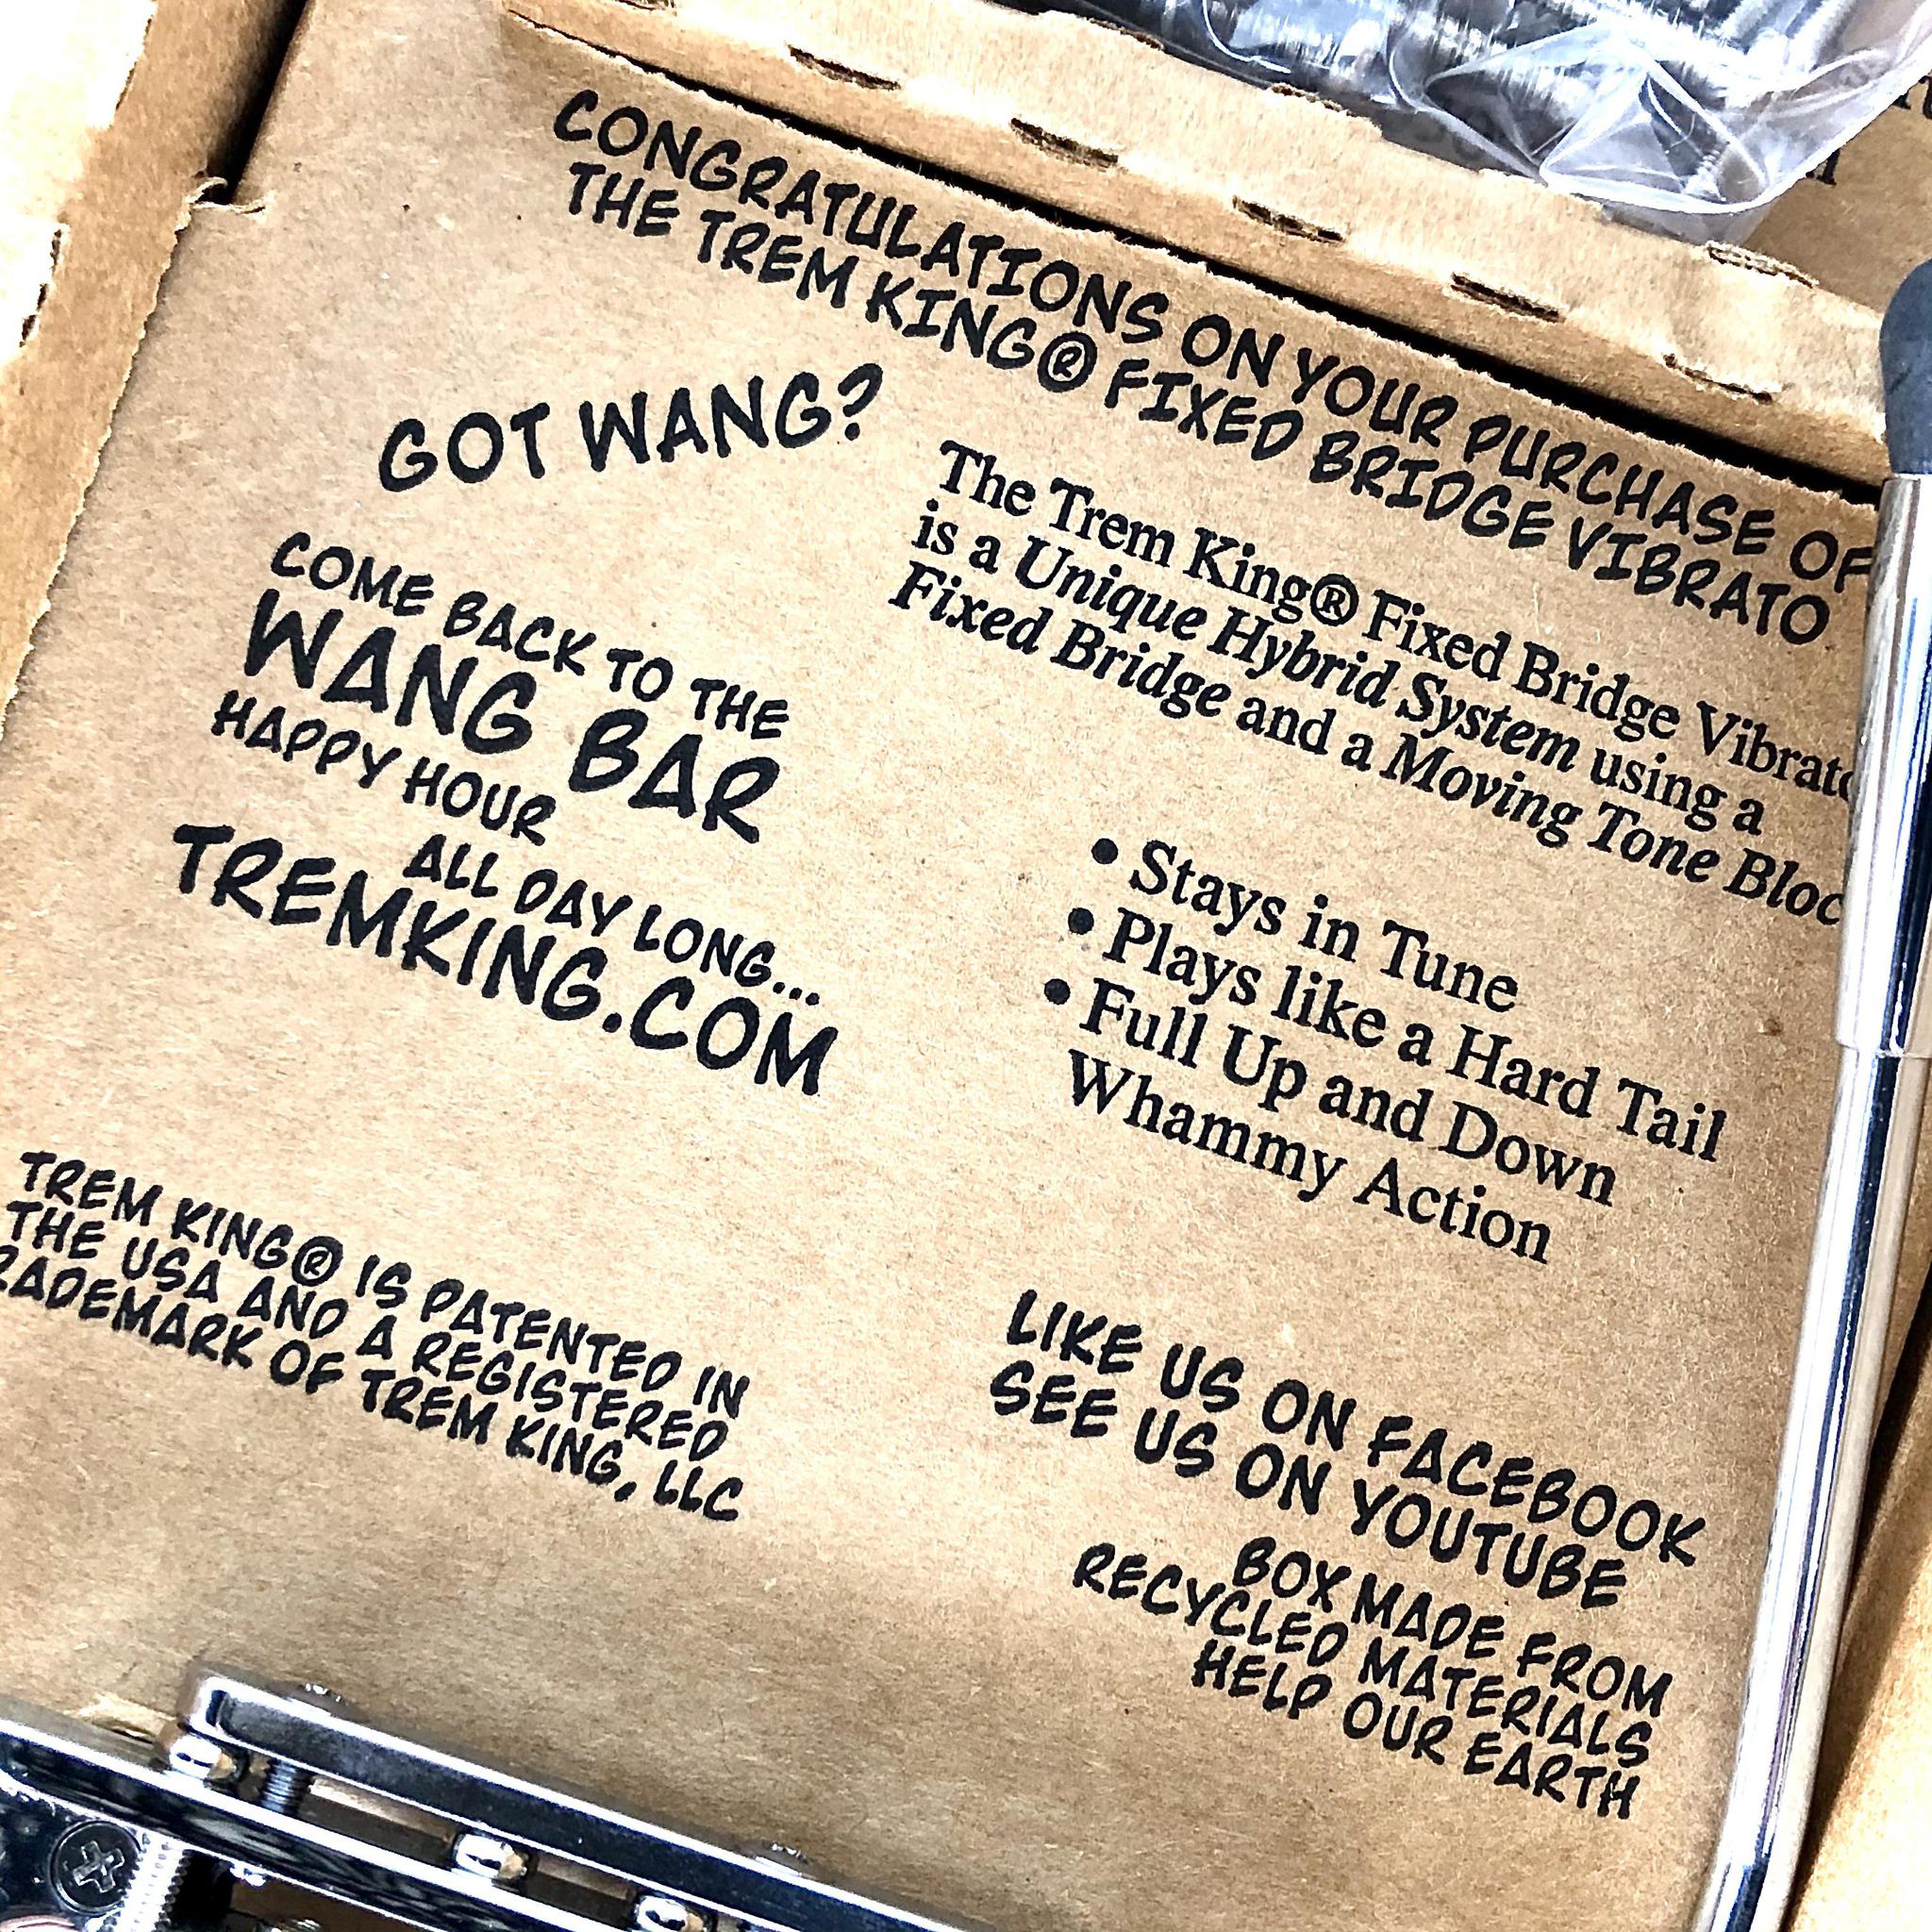 CONGRATULATIONS ON YOUR PURCHASE OF
THE TREM KING® FIXED BRIDGE VIBRATO
GOT WANG?
COME BACK TO THE
WANG BAR
HAPPY HOUR
ALL DAY LONG...
TREMKING.COM
The Trem King® Fixed Bridge Vibrato
is a Unique Hybrid System using a
Fixed Bridge and a Moving Tone Bloc
• Stays in Tune
• Plays like a Hard Tail
• Full Up and Down
Whammy Action
TREM KING® IS PATENTED IN
THE USA AND A REGISTERED
RADEMARK OF TREM KING, LLC
LIKE US ON FACEBOOK
SEE US ON YOUTUBE
BOX MADE FROM
RECYCLED MATERIALS
HELP OUR EARTH